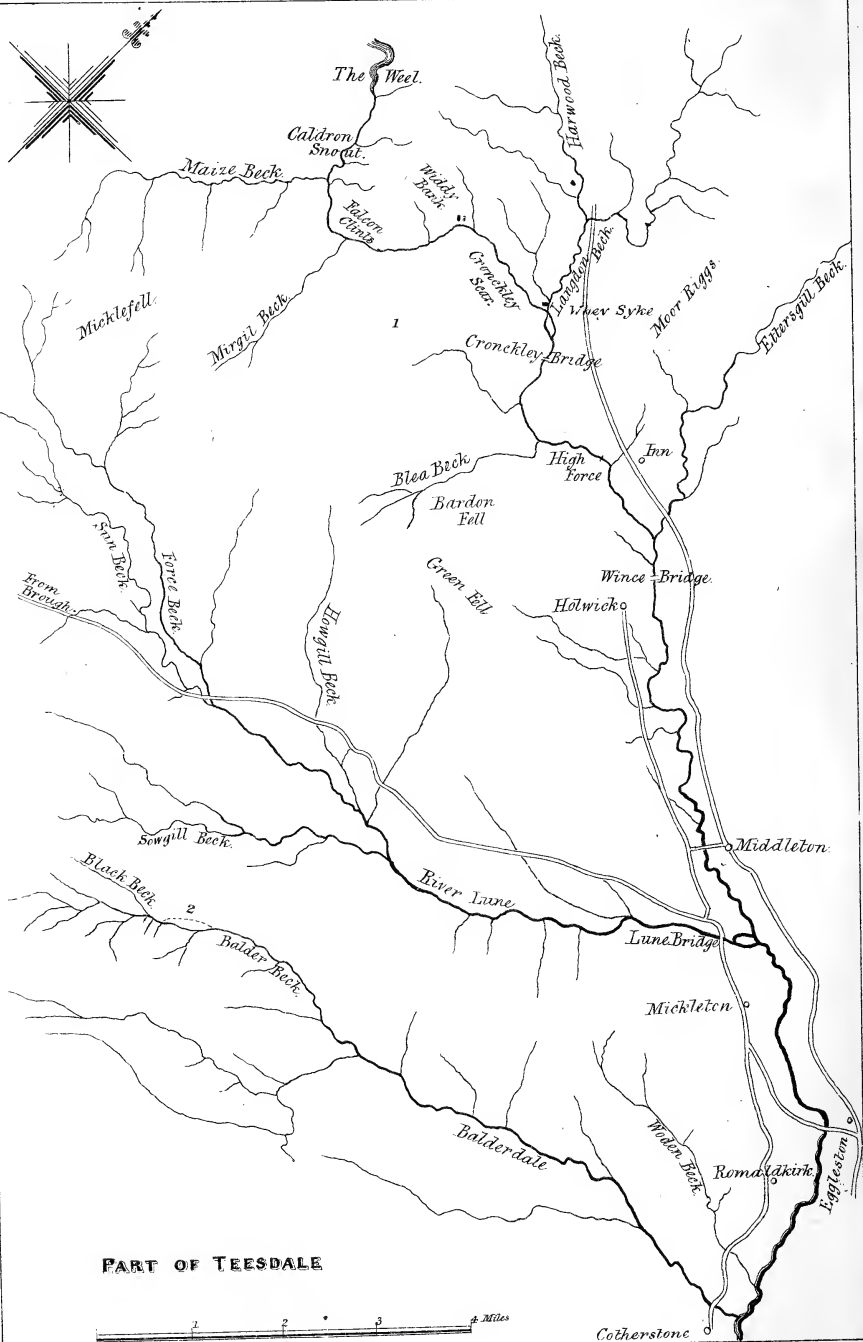 The Weel.
Harwood Beck.
Caldron
Snout.
Maize Beck.
Widdy
Bank.
Falcon
Clints
Cronckley
Scar.
Langdon Beck.
Moor Riggs.
Ettersgill Beck.
Micklefell.
Mirgil Beck
1
Whey Syke
Cronckley Bridge
High
Force
Inn
Blea Beck
Bardon
Fell
Sun Beck.
Force Beck.
From
Brough.
Howgill Beck.
Green Fell
Wince Bridge.
Holwick
Sowgill Beck.
Middleton.
Black Beck.
2
River Lune
Balder Beck.
Lune Bridge
Mickleton
Balderdale
Woden Beck.
Romaldkirk.
Eggleston
PART OF TEESDALE
1 2 3 4 Miles
Cotherstone